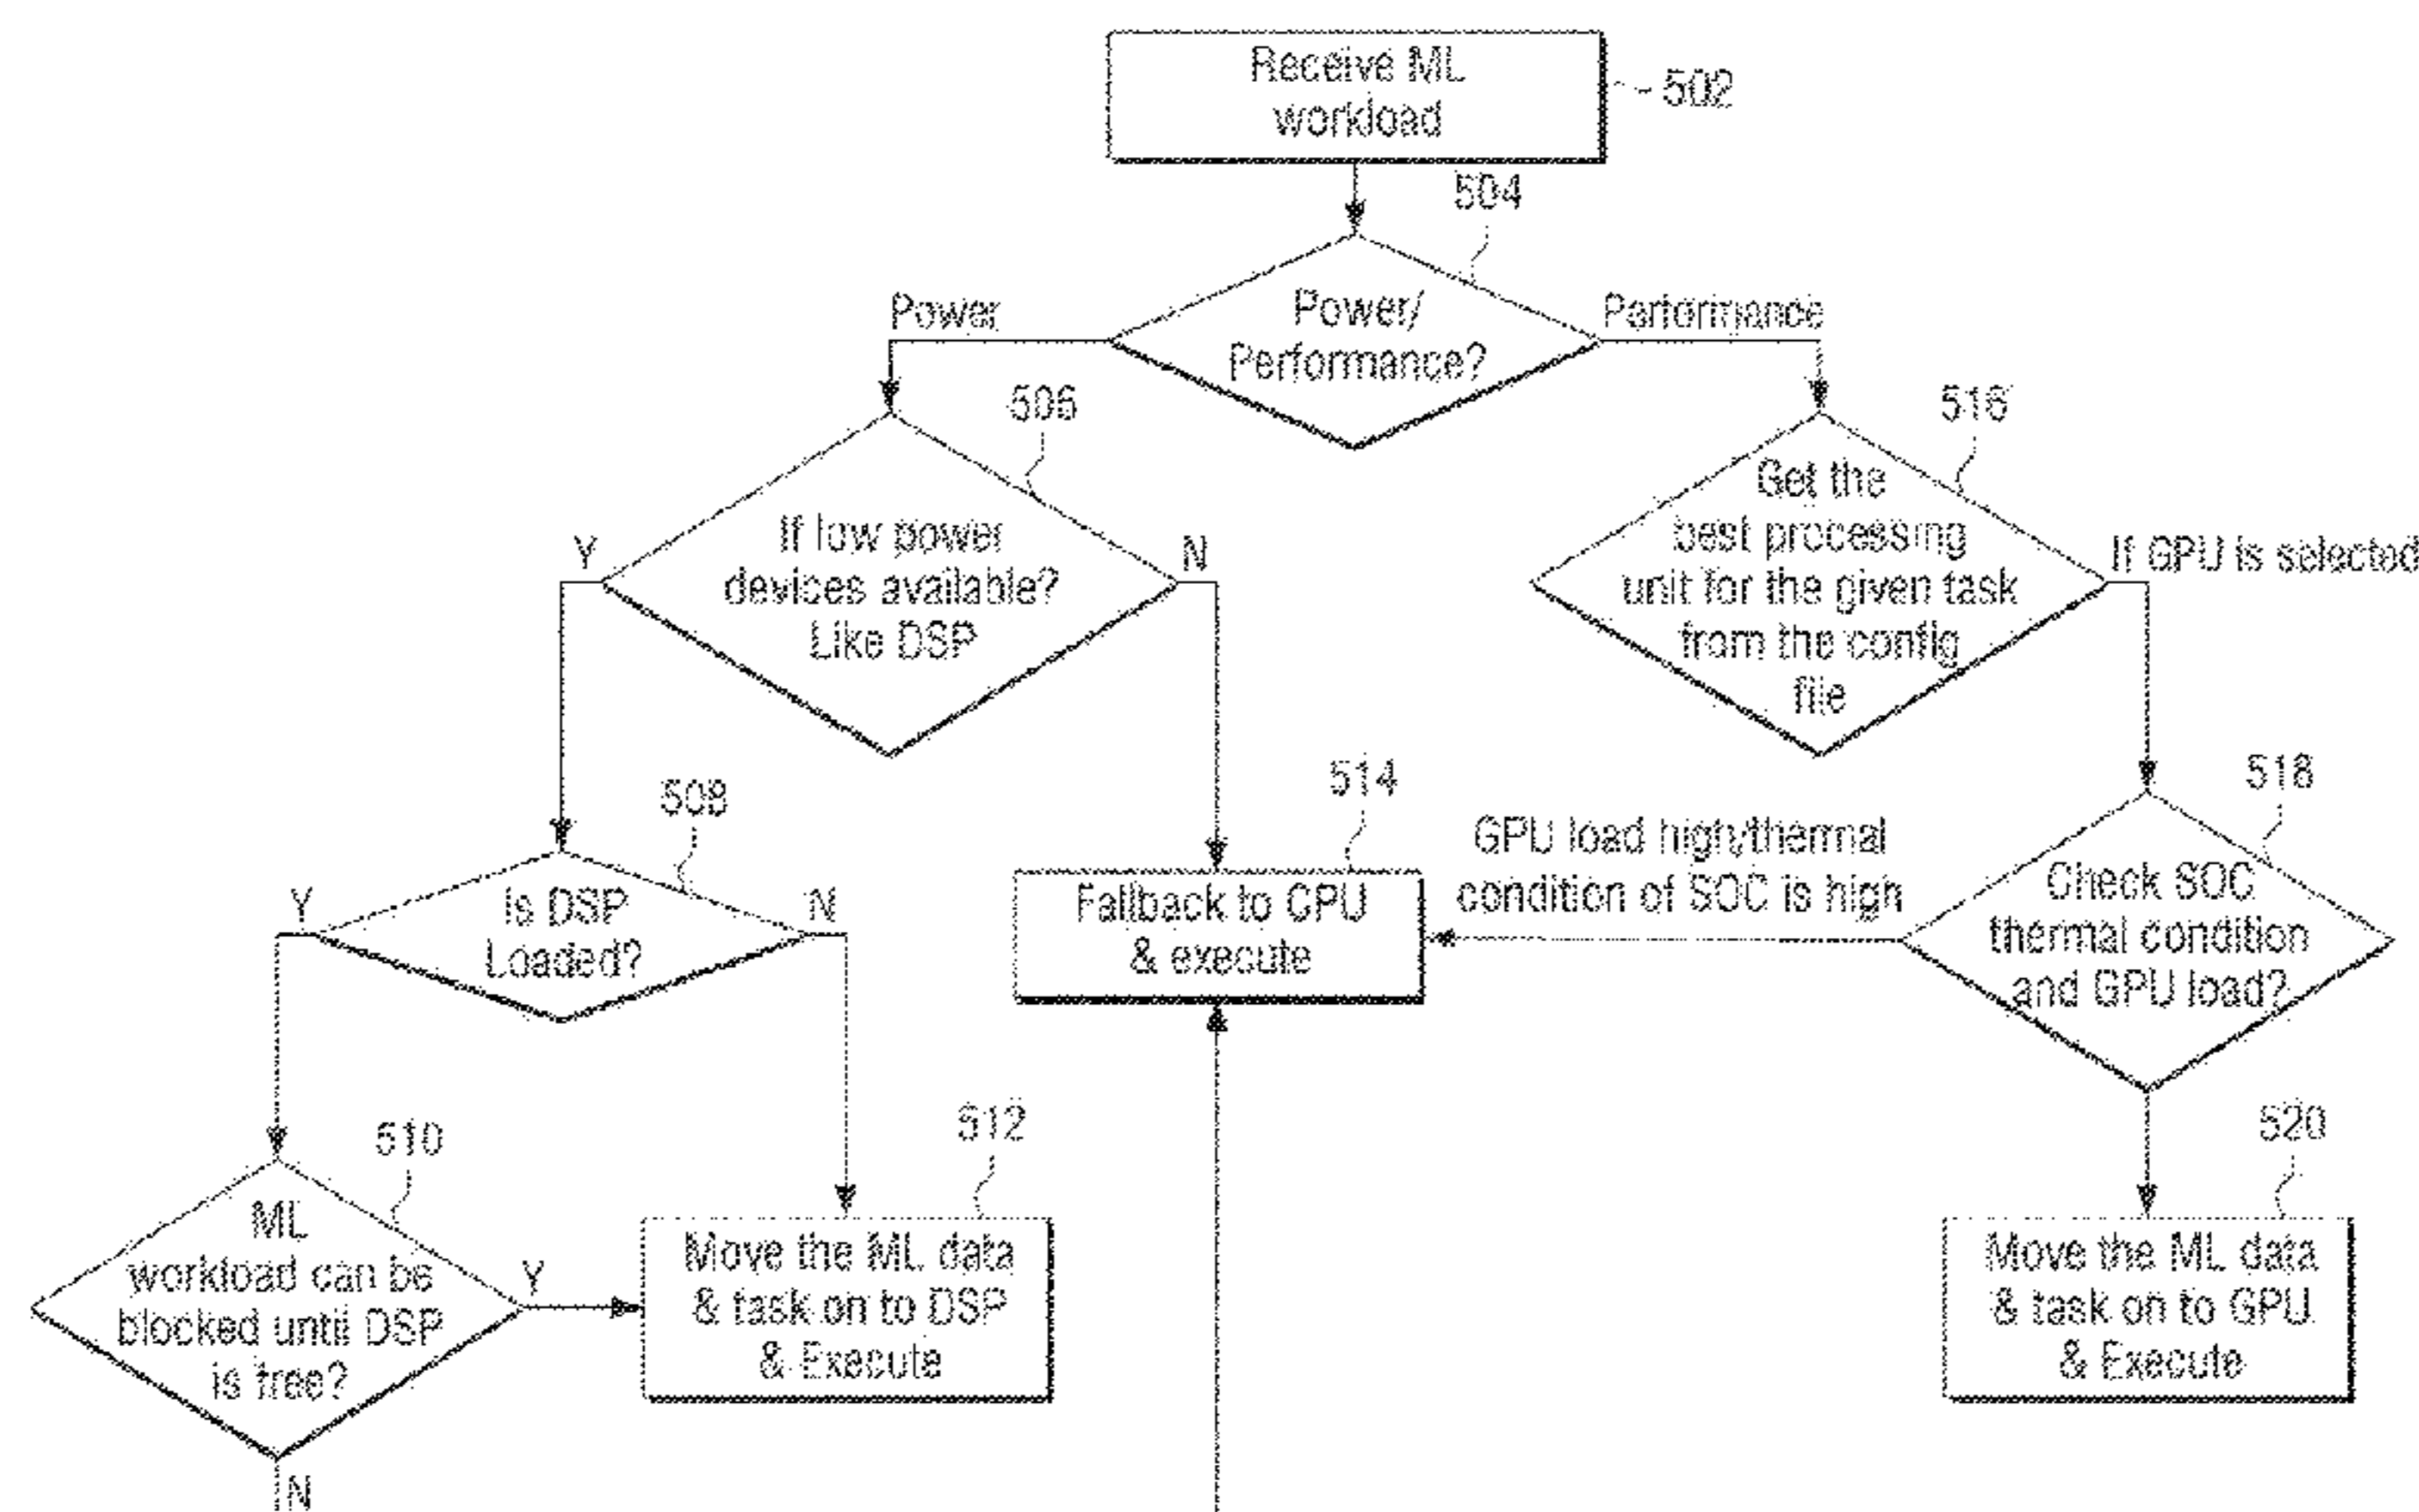 Receive ML
workload
502
504
Power/
Performance?
Power
Performance
506
If low power
devices available?
Like DSP
Y
N
516
Get the
best processing
unit for the given task
from the config
file
If GPU is selected
508
Is DSP
Loaded?
Y
N
514
Fallback to CPU
& execute
GPU load high/thermal
condition of SOC is high
518
Check SOC
thermal condition
and GPU load?
510
ML
workload can be
blocked until DSP
is free?
Y
N
512
Move the ML data
& task on to DSP
& Execute
520
Move the ML data
& task on to GPU
& Execute